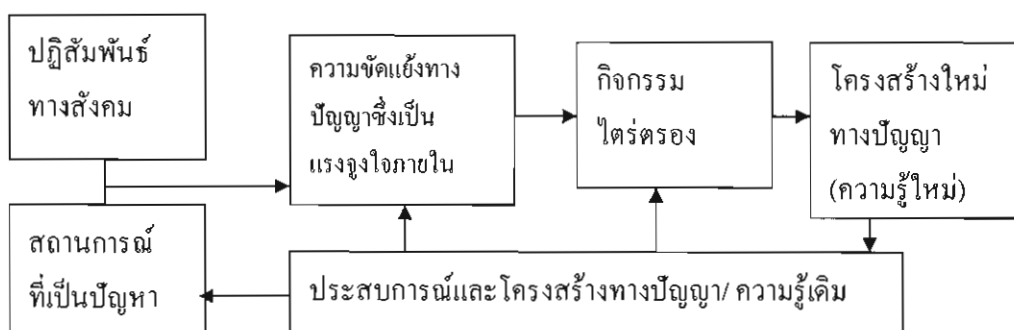 ปฏิสัมพันธ์
ทางสังคม
ความขัดแย้งทาง
ปัญญาซึ่งเป็น
แรงจูงใจภายใน
กิจกรรม
ไตร่ตรอง
โครงสร้างใหม่
ทางปัญญา
(ความรู้ใหม่)
สถานการณ์
ที่เป็นปัญหา
ประสบการณ์และโครงสร้างทางปัญญา/ ความรู้เดิม